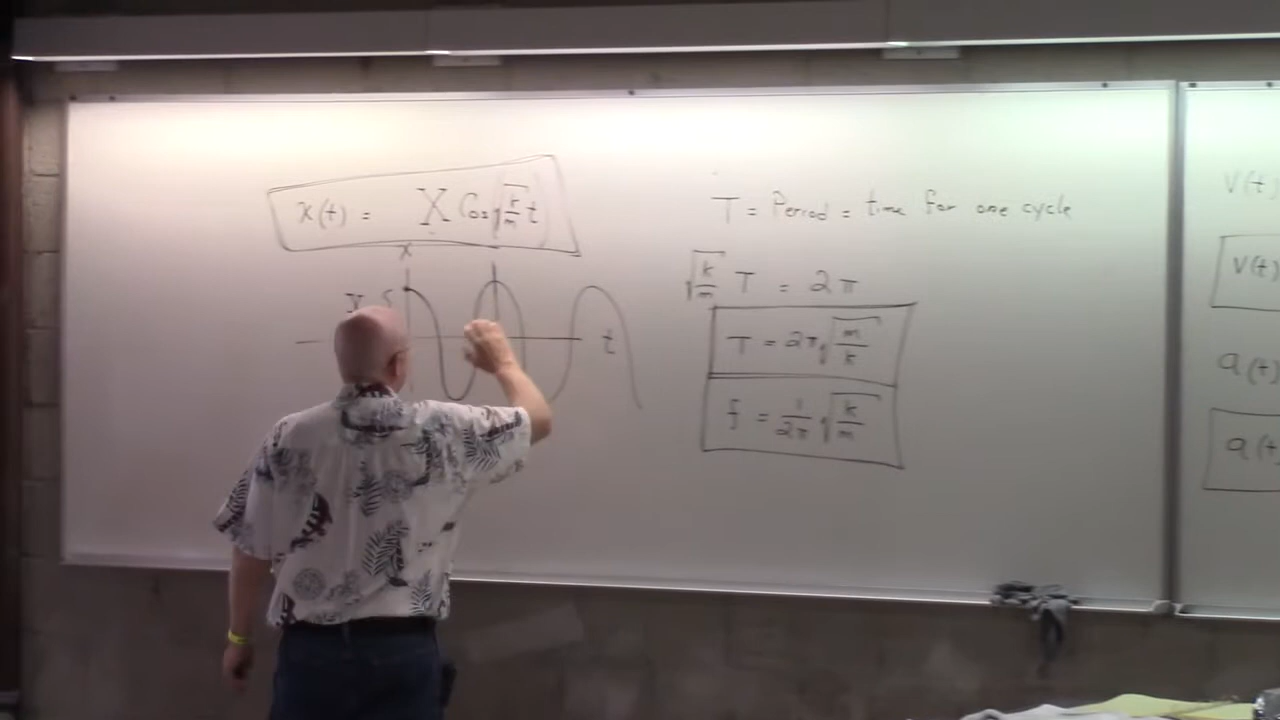 x(t) = X Cos(√(k/m) t)
x
t
T = Period = time for one cycle
√(k/m) T = 2π
T = 2π√(m/k)
f = 1/2π √(k/m)
V(t)
V(t)
a(t)
a(t)